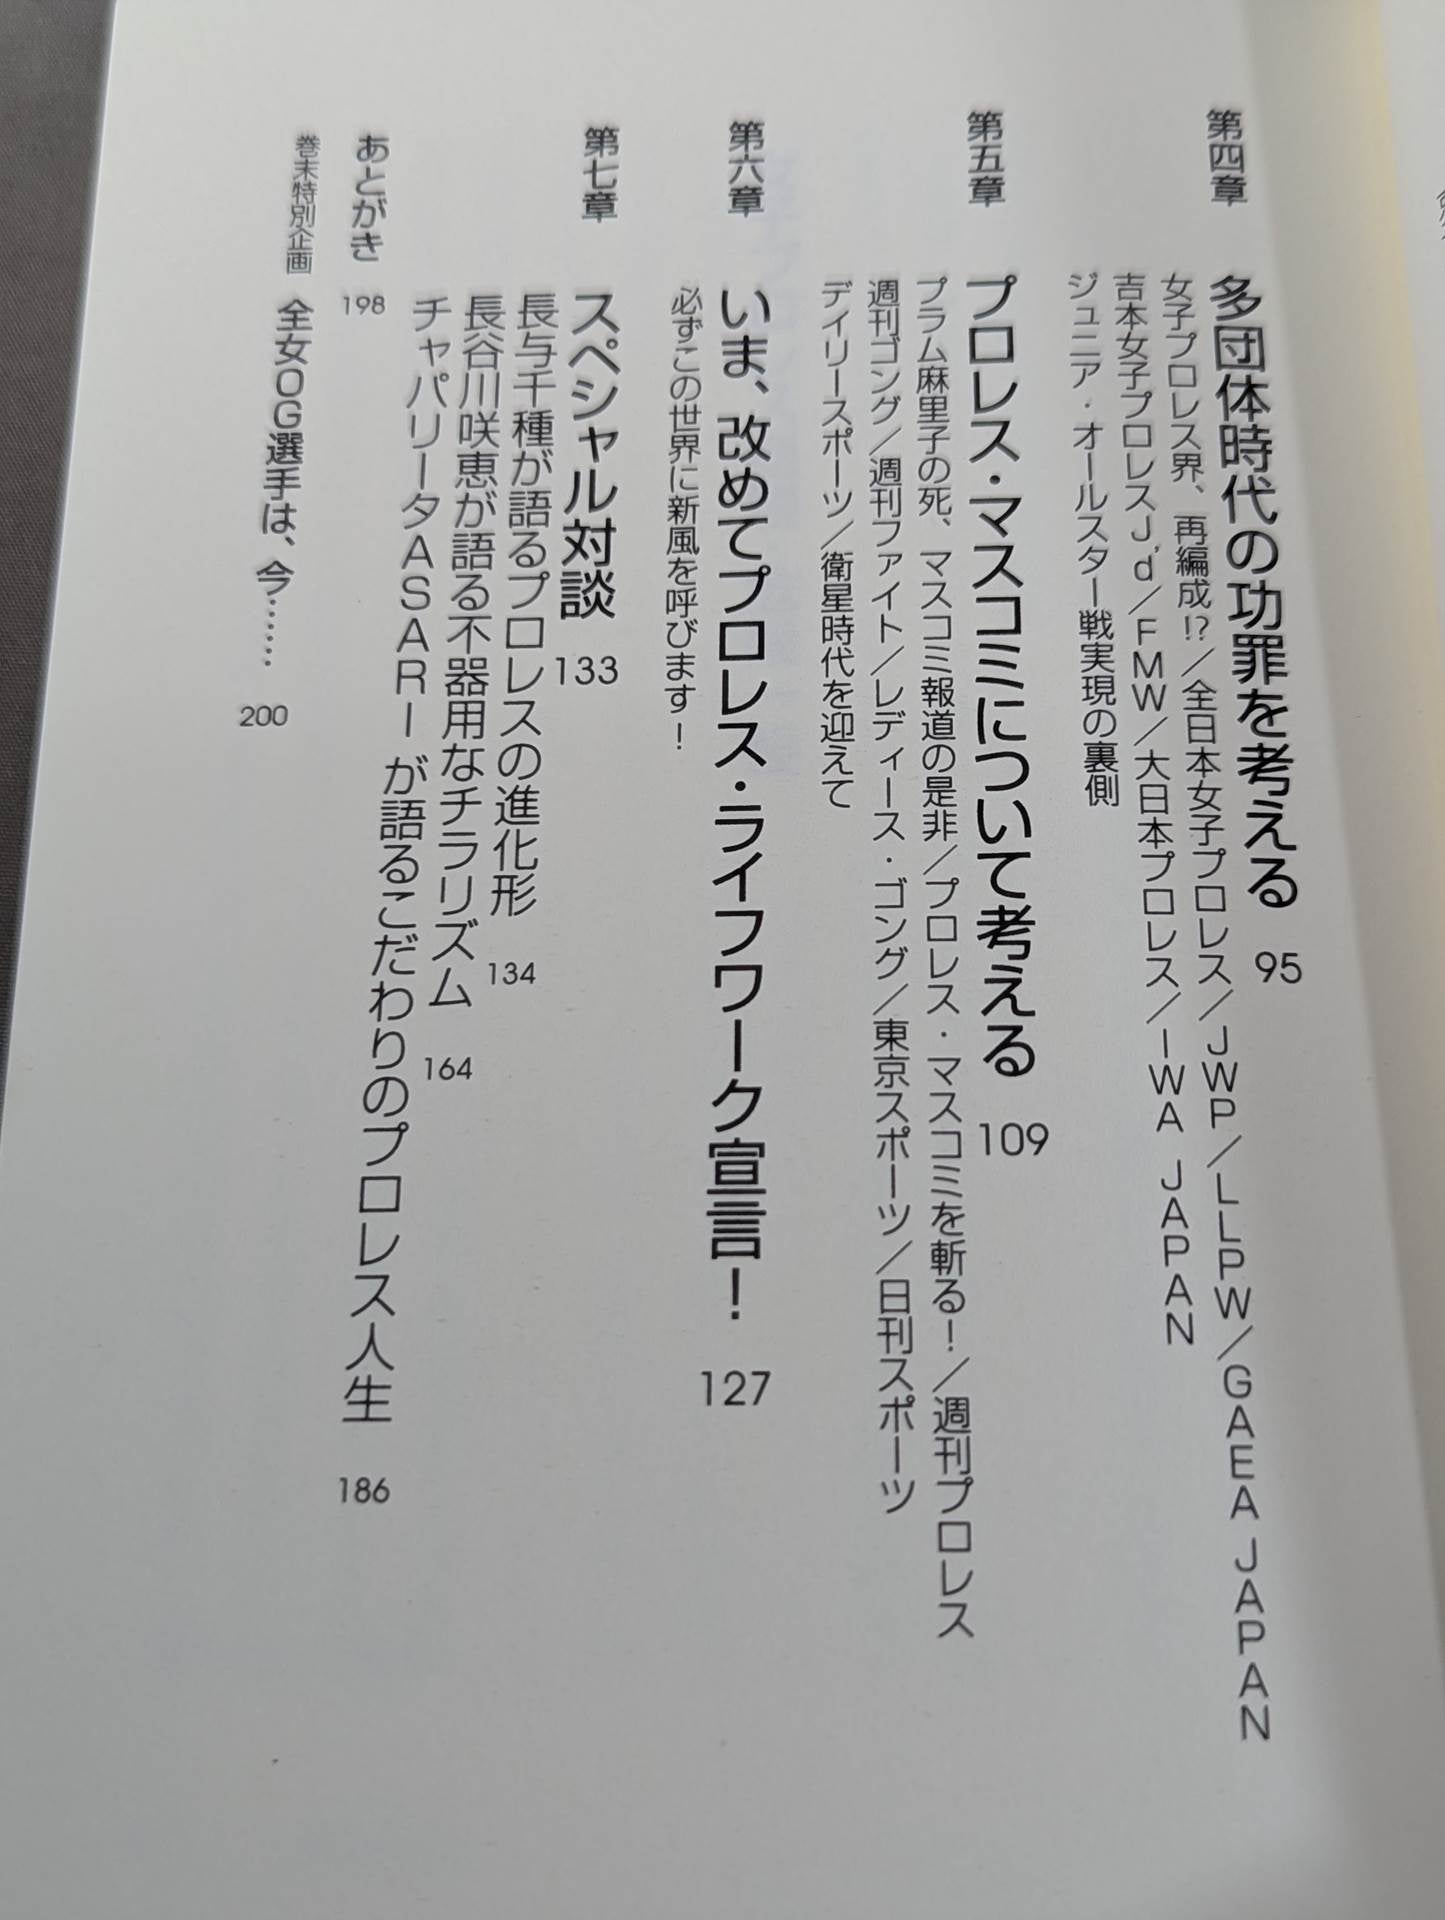 第四章 多団体時代の功罪を考える 95
女子プロレス界、再編成!?／全日本女子プロレス／JWP／LLPW／GAEA JAPAN
吉本女子プロレスJ'd／FMW／大日本プロレス／IWA JAPAN
ジュニア・オールスター戦実現の裏側
第五章 プロレス・マスコミについて考える 109
プラム麻里子の死、マスコミ報道の是非／プロレス・マスコミを斬る！／週刊プロレス
週刊ゴング／週刊ファイト／レディース・ゴング／東京スポーツ／日刊スポーツ
デイリースポーツ／衛星時代を迎えて
第六章 いま、改めてプロレス・ライフワーク宣言！ 127
必ずこの世界に新風を呼びます！
第七章 スペシャル対談 133
長与千種が語るプロレスの進化形 134
長谷川咲恵が語る不器用なチラリズム 164
チャパリータASARIが語るこだわりのプロレス人生 186
あとがき 198
巻末特別企画 全女OG選手は、今…… 200